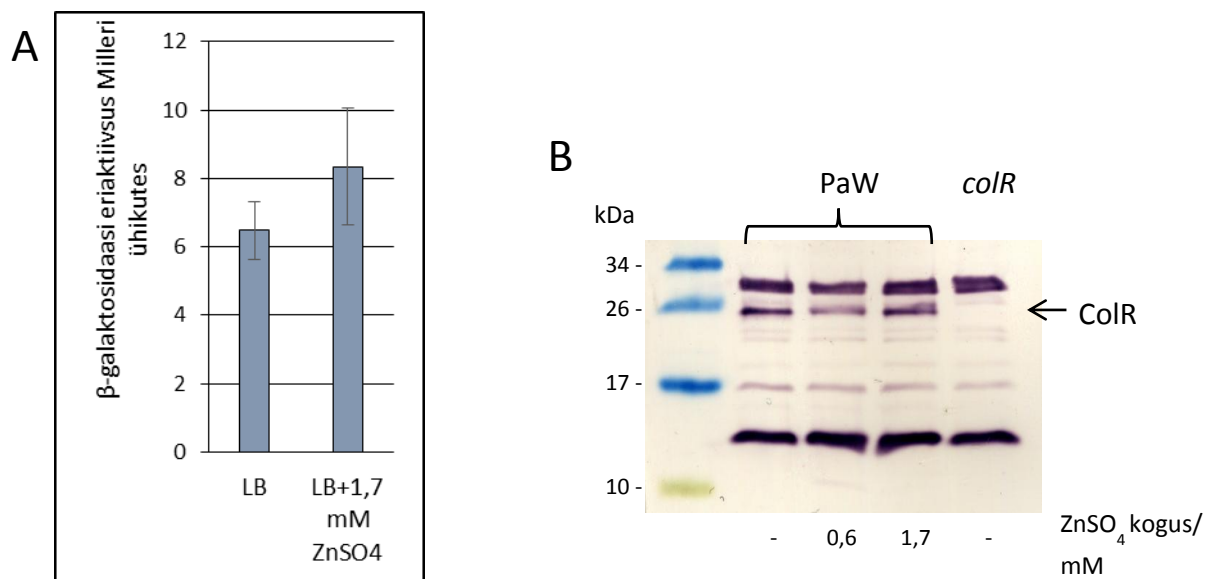 A
β-galaktosidaasi eriaktiivsus Milleri
ühikutes
12
10
8
6
4
2
0
LB
LB+1,7
mM
ZnSO4
B
PaW
colR
kDa
34 -
26 -
17 -
10 -
ColR
- 0,6 1,7 -
ZnSO4 kogus/
mM